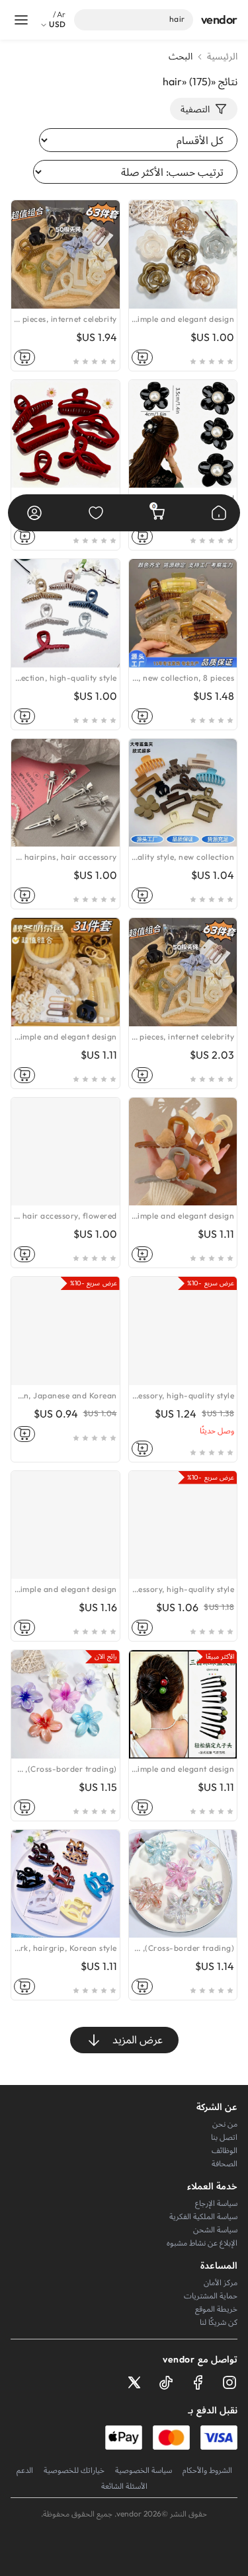 vendor
hair
Ar /
USD
الرئيسية > البحث
نتائج «hair» (175)
التصفية
كل الأقسام
ترتيب حسب: الأكثر صلة
...imple and elegant design
$US 1.00
... pieces, internet celebrity
$US 1.94
0
..., new collection, 8 pieces
$US 1.48
...ection, high-quality style
$US 1.00
...ality style, new collection
$US 1.04
... hairpins, hair accessory
$US 1.00
... pieces, internet celebrity
$US 2.03
...imple and elegant design
$US 1.11
...imple and elegant design
$US 1.11
... hair accessory, flowered
$US 1.00
عرض سريع -10%
...essory, high-quality style
$US 1.38
$US 1.24
وصل حديثًا
عرض سريع -10%
...n, Japanese and Korean
$US 1.04
$US 0.94
عرض سريع -10%
...essory, high-quality style
$US 1.18
$US 1.06
...imple and elegant design
$US 1.16
الأكثر مبيعًا
...imple and elegant design
$US 1.11
رائج الآن
... ,(Cross-border trading)
$US 1.15
... ,(Cross-border trading)
$US 1.14
...rk, hairgrip, Korean style
$US 1.11
عرض المزيد
عن الشركة
من نحن
اتصل بنا
الوظائف
الصحافة
خدمة العملاء
سياسة الإرجاع
سياسة الملكية الفكرية
سياسة الشحن
الإبلاغ عن نشاط مشبوه
المساعدة
مركز الأمان
حماية المشتريات
خريطة الموقع
كن شريكًا لنا
تواصل مع vendor
نقبل الدفع بـ
VISA
mastercard
Apple Pay
الشروط والأحكام
سياسة الخصوصية
خياراتك للخصوصية
الدعم
الأسئلة الشائعة
حقوق النشر ©2026 vendor. جميع الحقوق محفوظة.